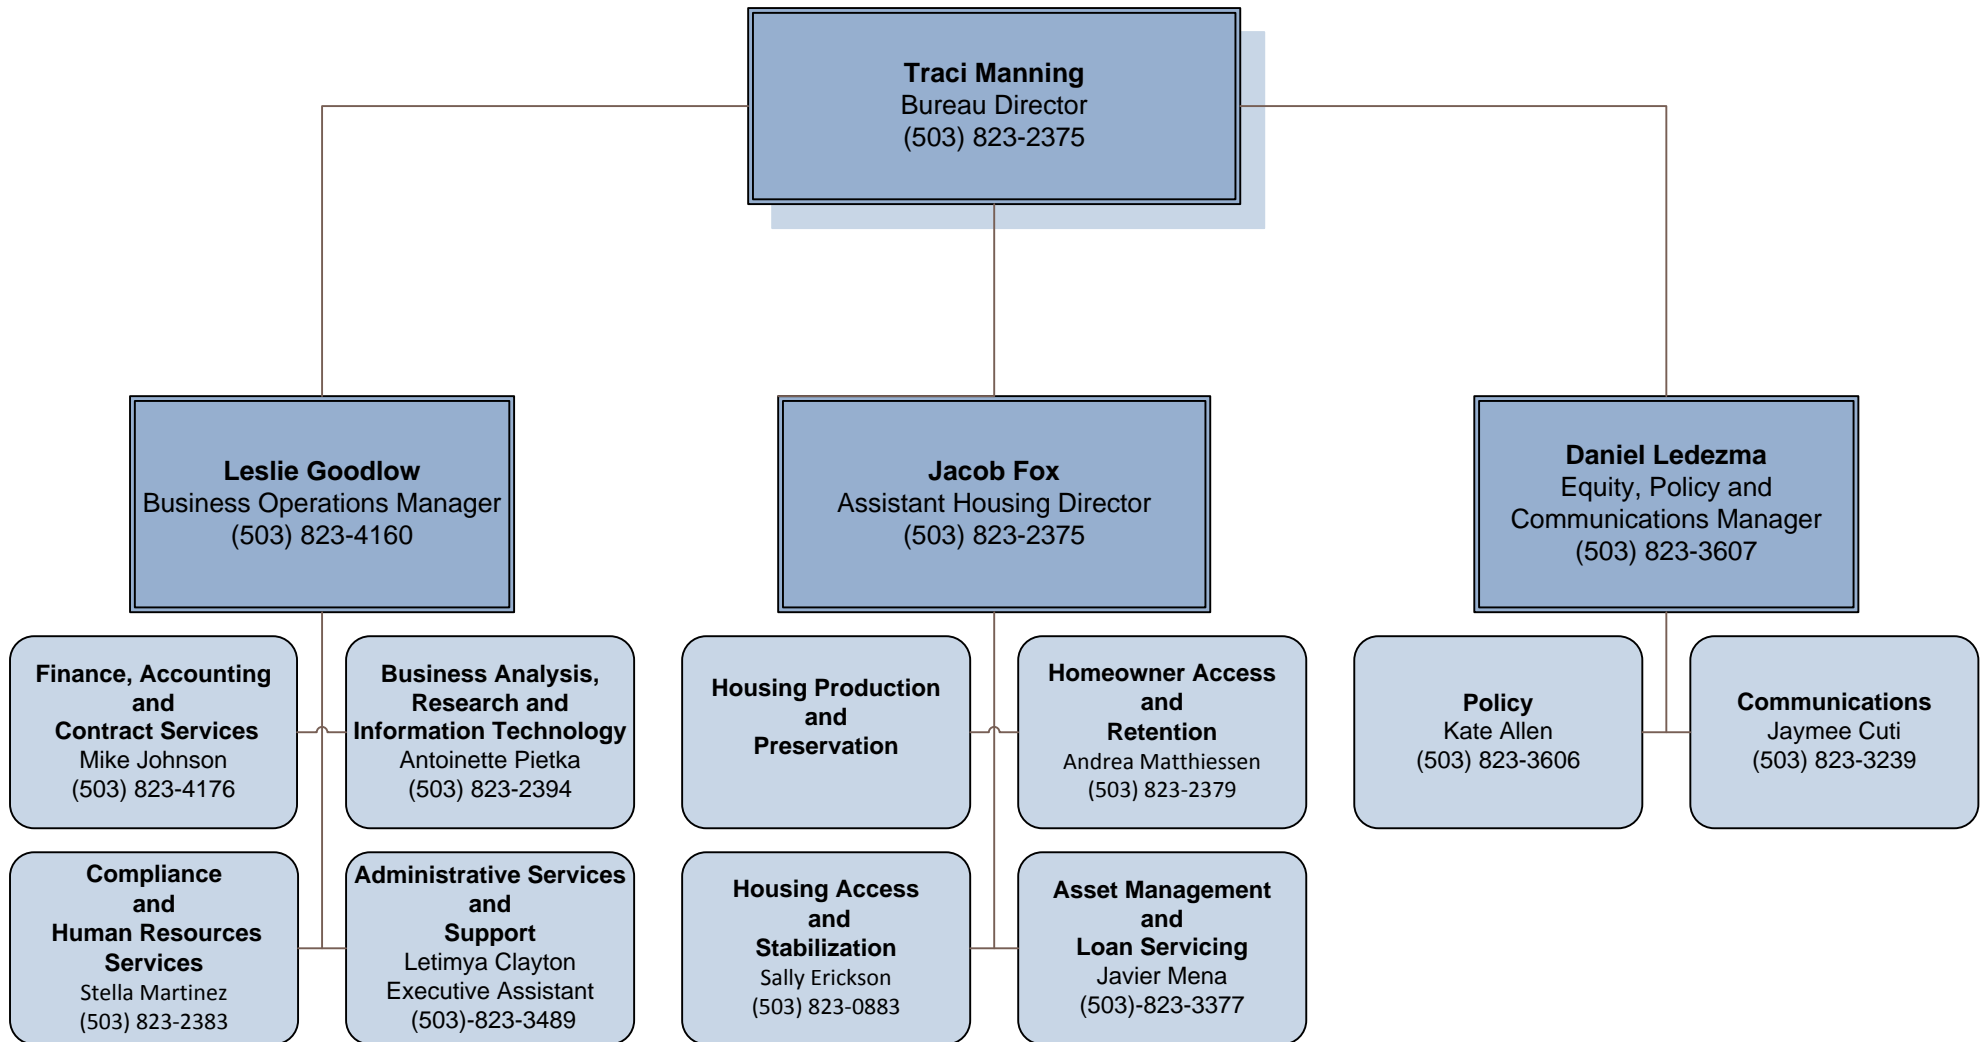 Traci Manning
Bureau Director
(503) 823-2375
Leslie Goodlow
Business Operations Manager
(503) 823-4160
Jacob Fox
Assistant Housing Director
(503) 823-2375
Daniel Ledezma
Equity, Policy and
Communications Manager
(503) 823-3607
Finance, Accounting
and
Contract Services
Mike Johnson
(503) 823-4176
Business Analysis,
Research and
Information Technology
Antoinette Pietka
(503) 823-2394
Housing Production
and
Preservation
Homeowner Access
and
Retention
Andrea Matthiessen
(503) 823-2379
Policy
Kate Allen
(503) 823-3606
Communications
Jaymee Cuti
(503) 823-3239
Compliance
and
Human Resources
Services
Stella Martinez
(503) 823-2383
Administrative Services
and
Support
Letimya Clayton
Executive Assistant
(503)-823-3489
Housing Access
and
Stabilization
Sally Erickson
(503) 823-0883
Asset Management
and
Loan Servicing
Javier Mena
(503)-823-3377